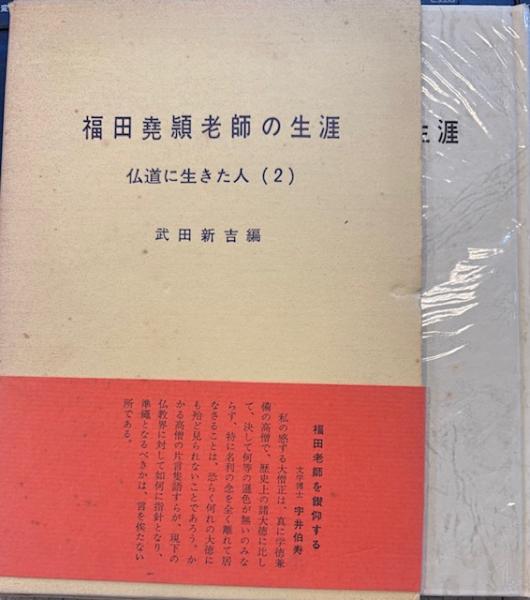 福田堯穎老師の生涯
仏道に生きた人（2）
武田新吉編
生涯
福田老師を鑽仰する
文学博士 宇井伯寿
私の感ずる大僧正は、真に学徳兼
備の高僧で、歴史上の諸大徳に比し
て、決して何等の遜色が無いのみな
らず、特に名利の念を全く離れて居
なさることは、恐らく何れの大徳に
も殆ど見られないことであろう。か
かる高僧の片言隻語すらが、現下の
仏教界に対して如何に指針となり、
準縄となるべきかは、言を俟たない
所である。